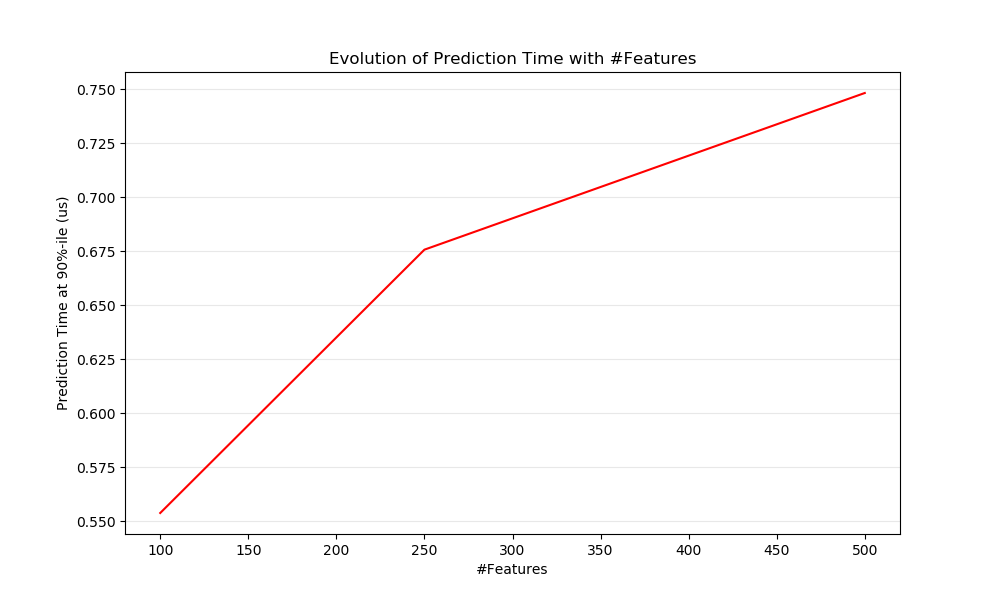 Evolution of Prediction Time with #Features
Prediction Time at 90%-ile (us)
0.750
0.725
0.700
0.675
0.650
0.625
0.600
0.575
0.550
100 150 200 250 300 350 400 450 500
#Features